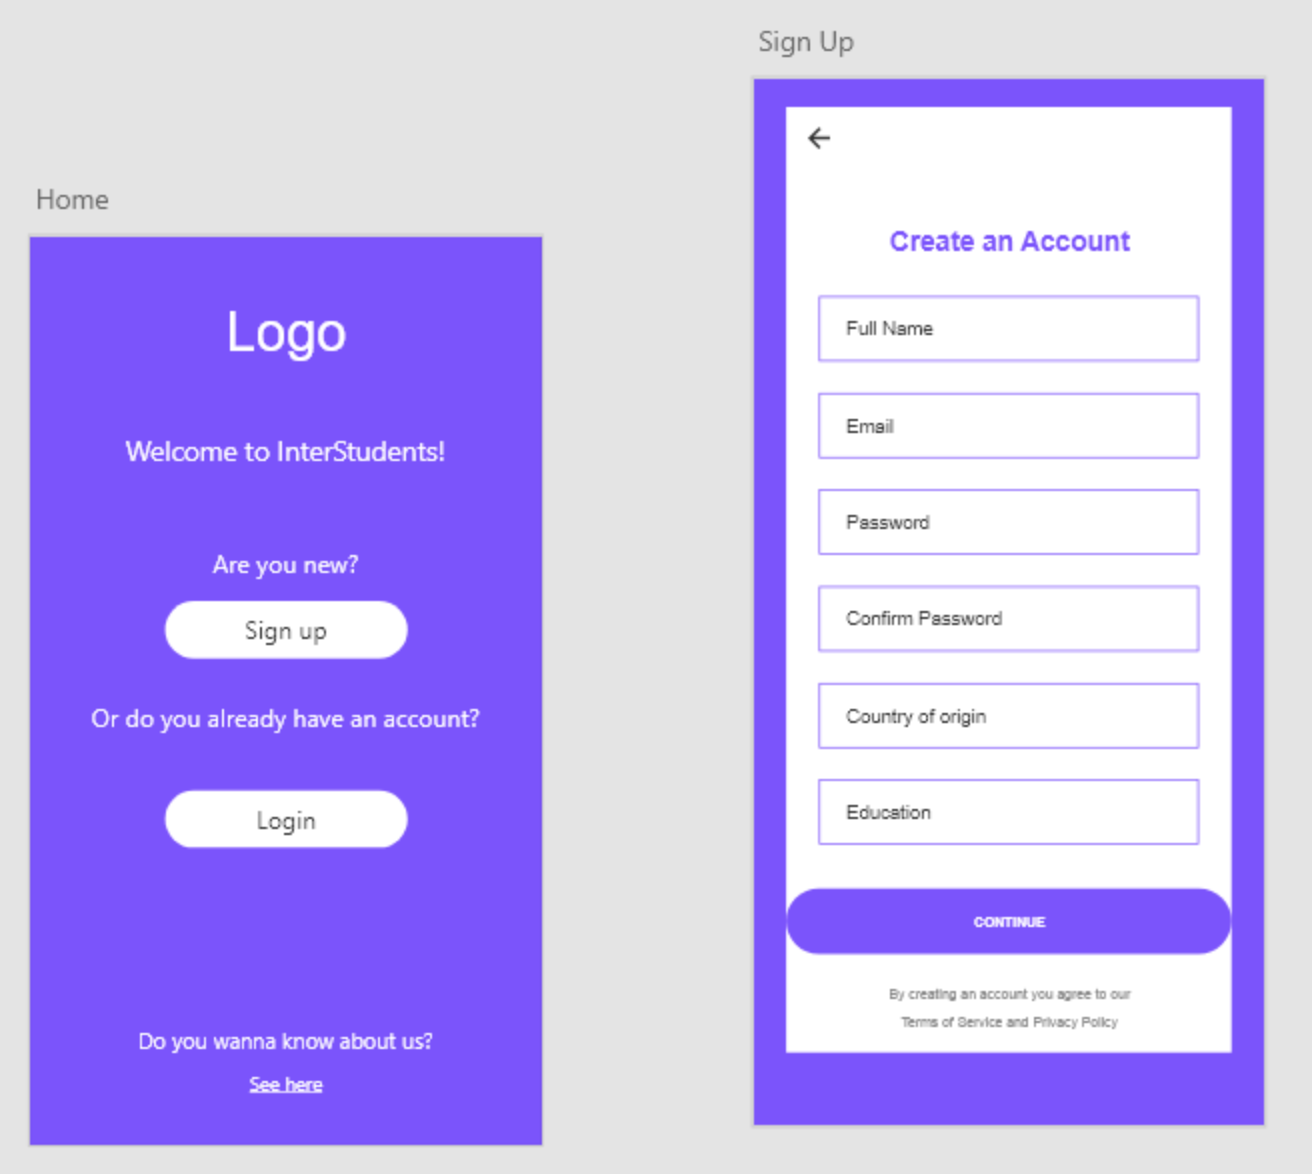 Home
Logo
Welcome to InterStudents!
Are you new?
Sign up
Or do you already have an account?
Login
Do you wanna know about us?
See here
Sign Up
Create an Account
Full Name
Email
Password
Confirm Password
Country of origin
Education
CONTINUE
By creating an account you agree to our
Terms of Service and Privacy Policy